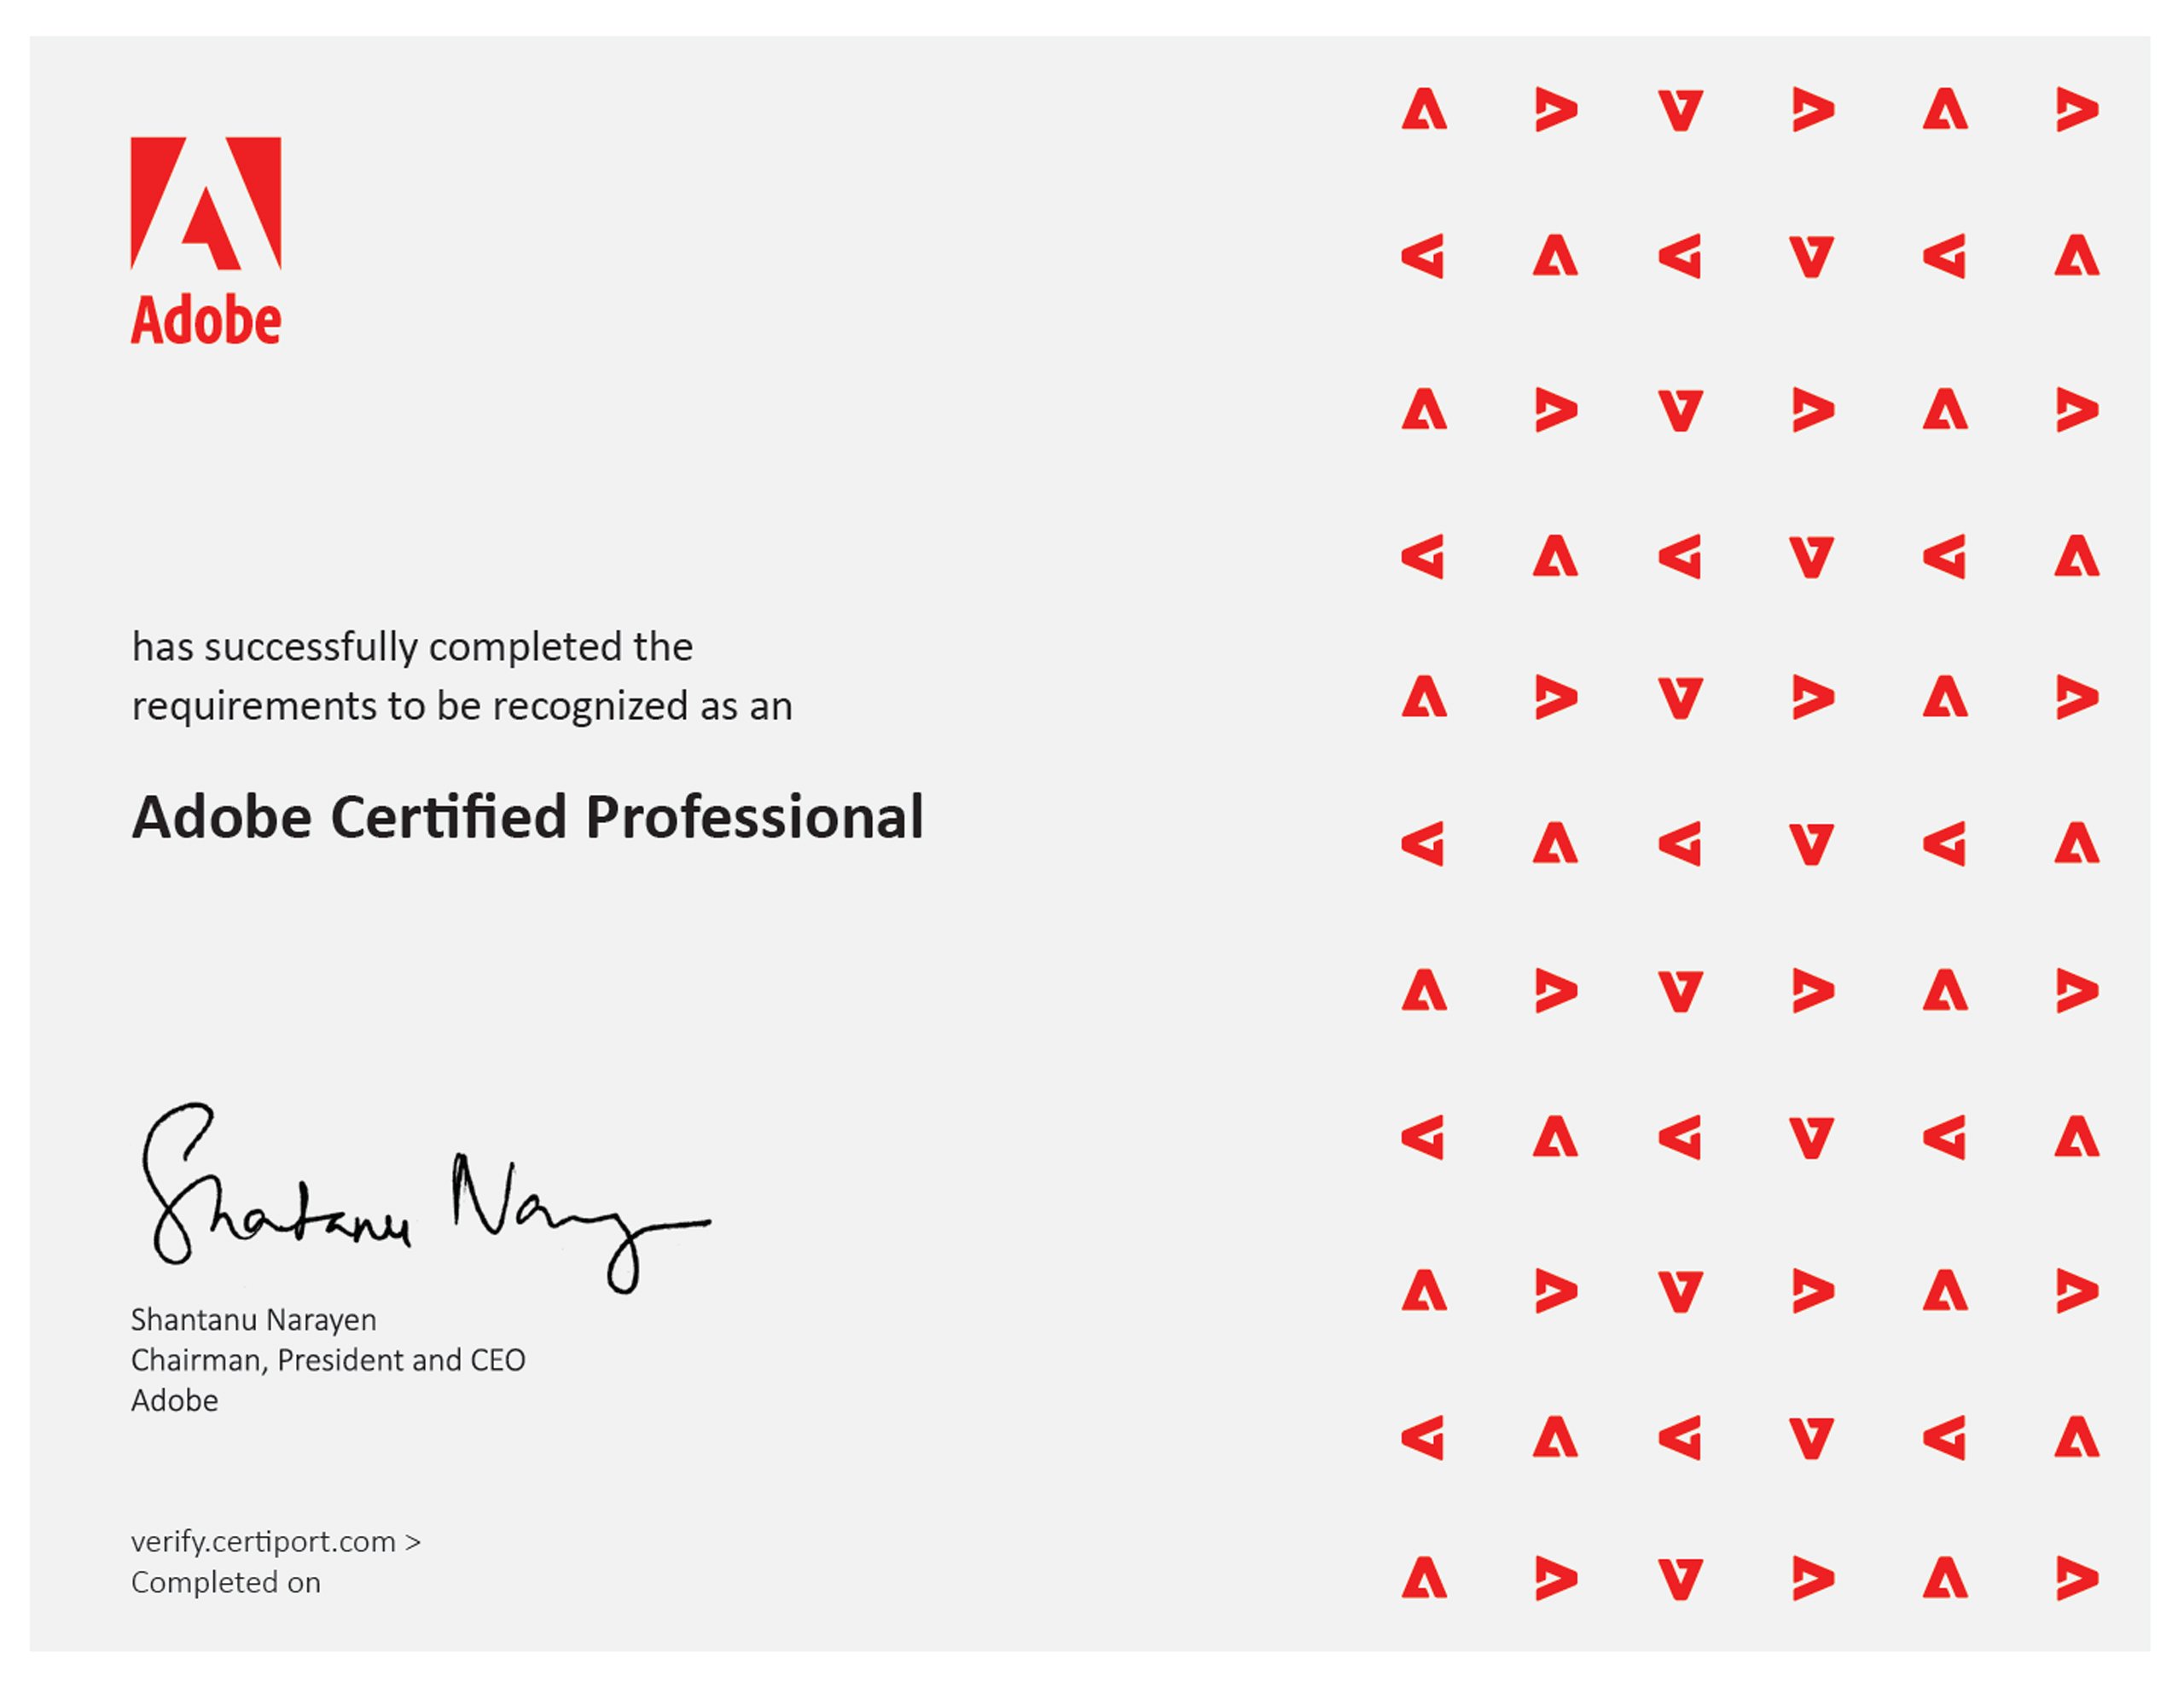 Adobe
has successfully completed the
requirements to be recognized as an
Adobe Certified Professional
Shantanu Narayen
Shantanu Narayen
Chairman, President and CEO
Adobe
verify.certiport.com >
Completed on